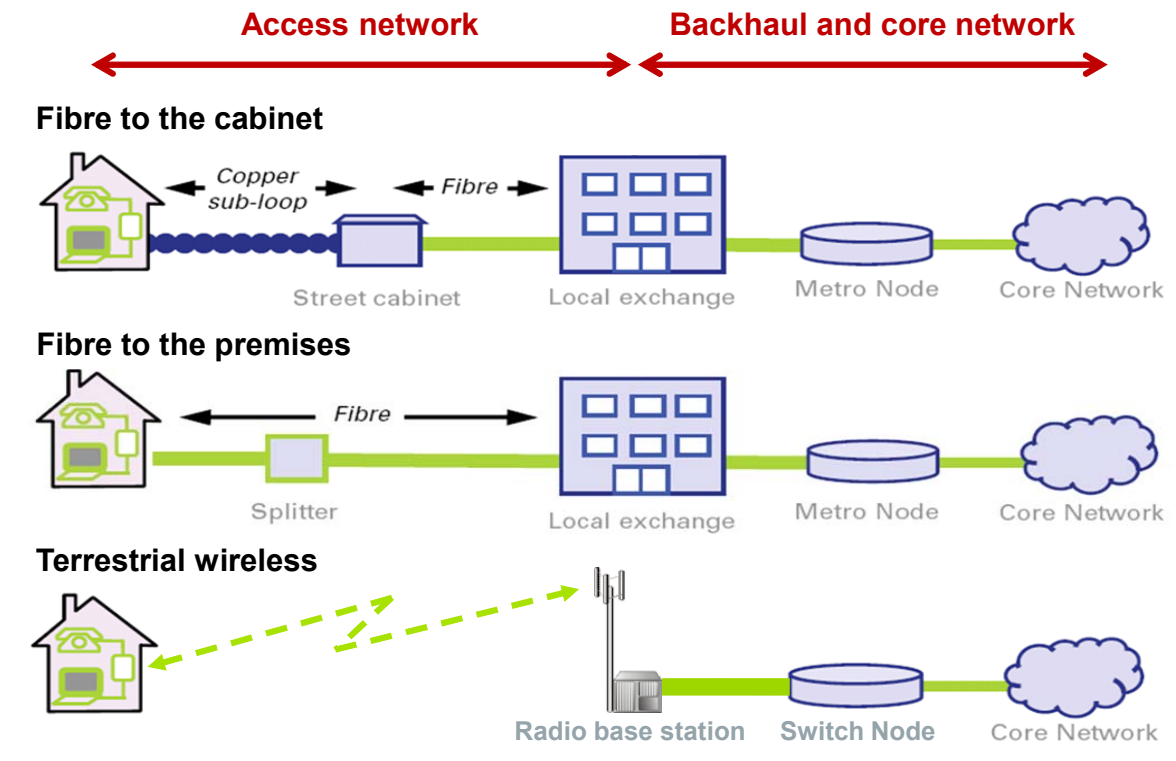 Access network
Backhaul and core network
Fibre to the cabinet
Copper
sub-loop
Fibre
Street cabinet
Local exchange
Metro Node
Core Network
Fibre to the premises
Fibre
Splitter
Local exchange
Metro Node
Core Network
Terrestrial wireless
Radio base station
Switch Node
Core Network